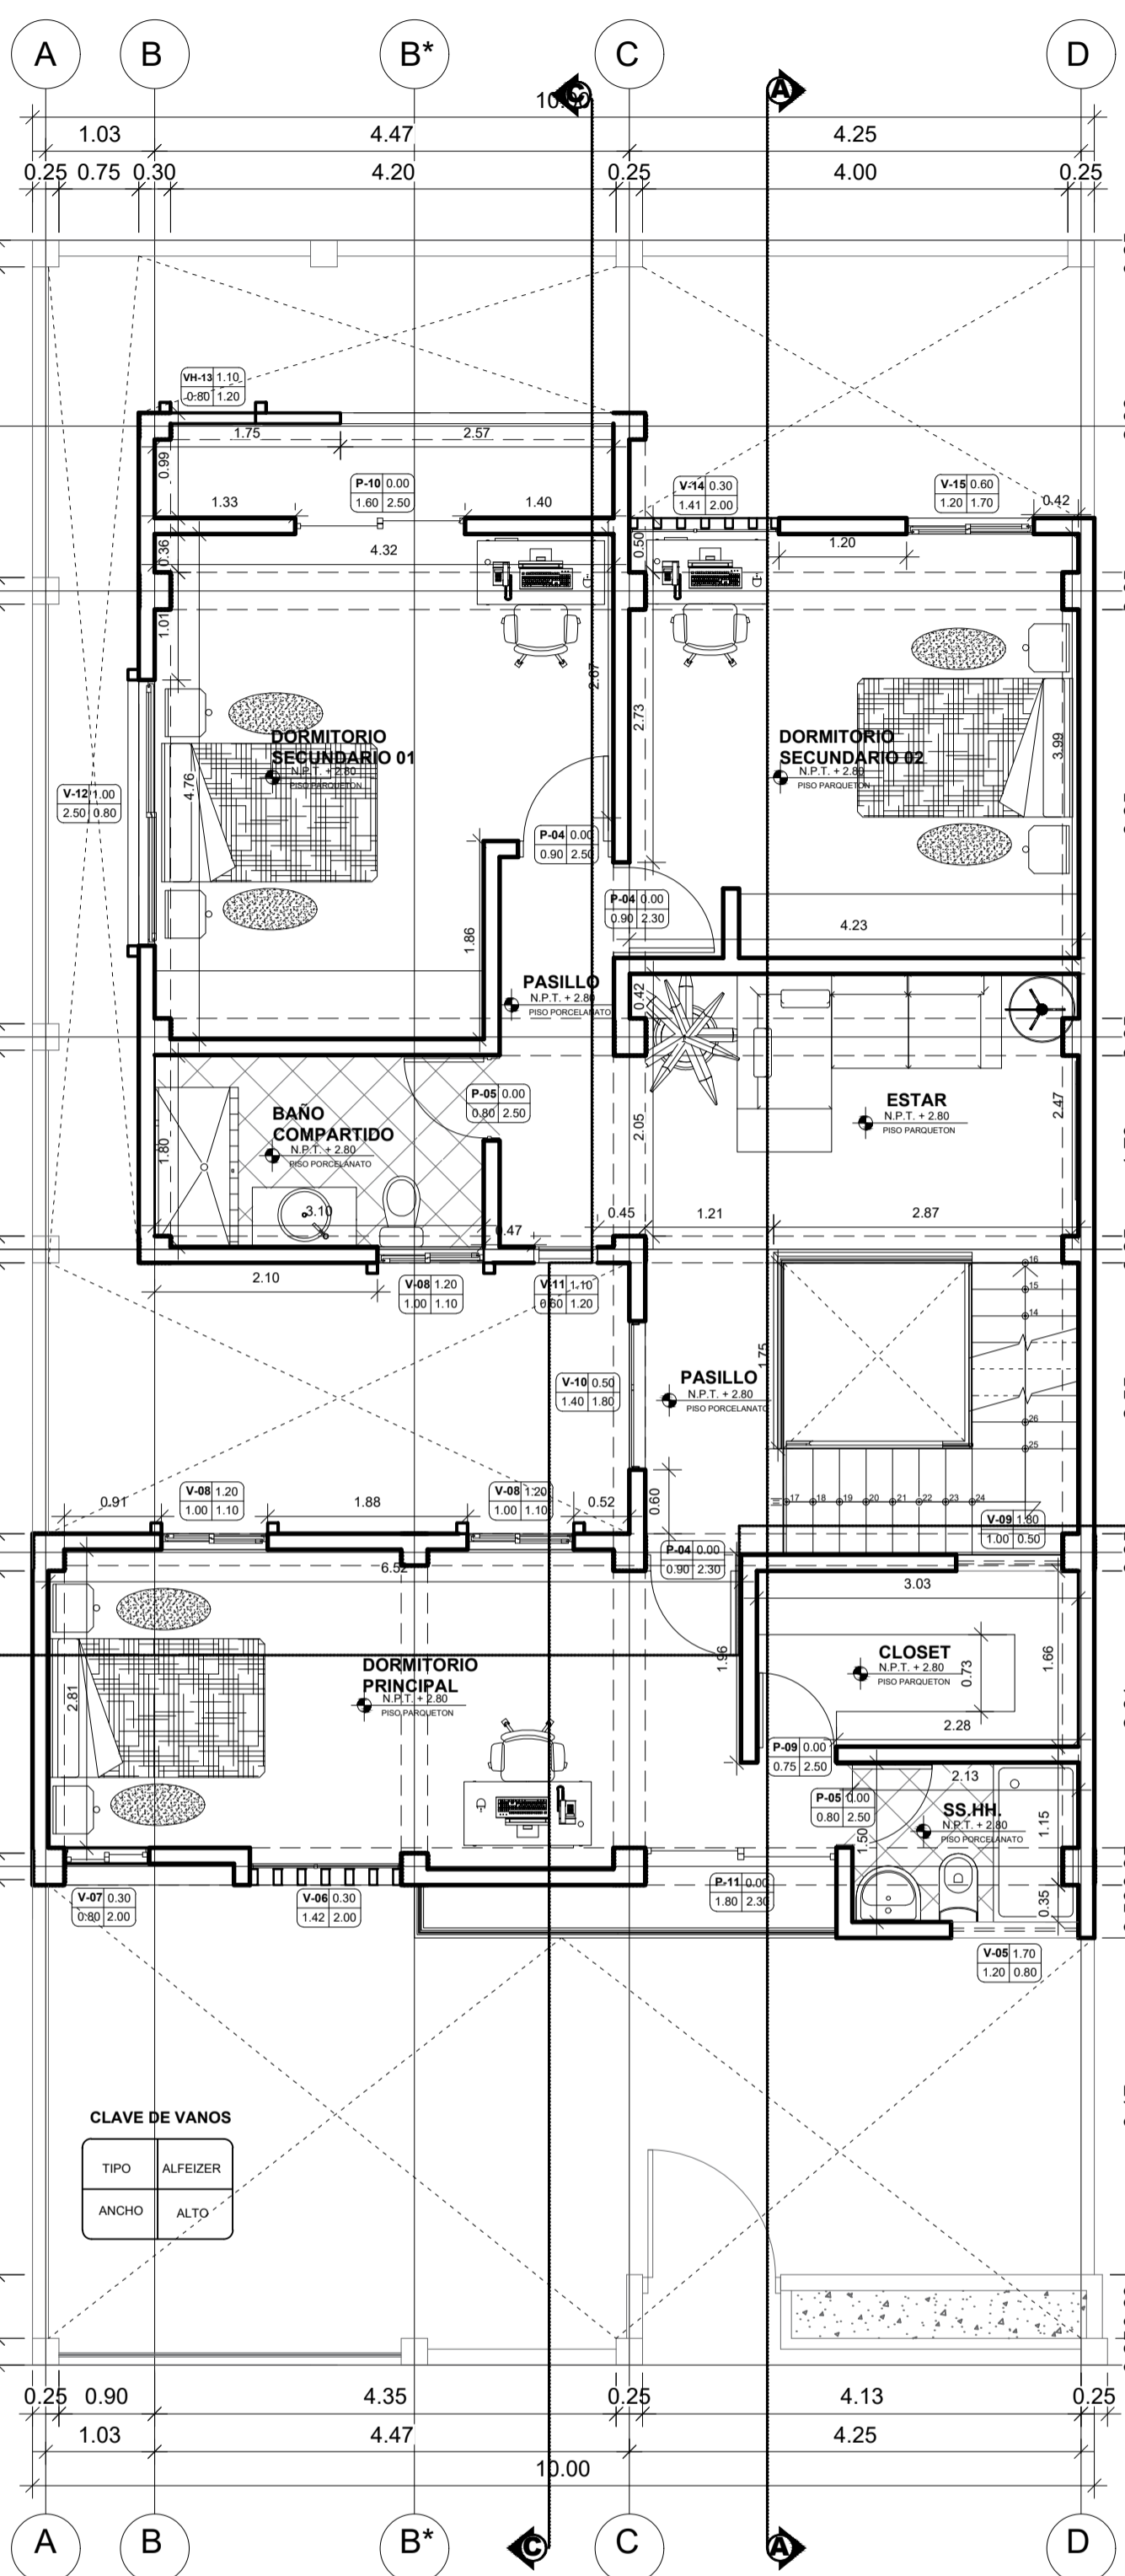 A B B* C D
C A
10.00
1.03 4.47 4.25
0.25 0.75 0.30 4.20 0.25 4.00 0.25
VH-13 1.10
0.80 1.20
1.75 2.57
0.99
P-10 0.00
1.60 2.50
V-14 0.30
1.41 2.00
V-15 0.60
1.20 1.70
0.42
1.33 1.40
0.36 4.32 0.50 1.20
1.01
2.67
2.73
DORMITORIO
SECUNDARIO 01
N.P.T. + 2.80
PISO PARQUETON
DORMITORIO
SECUNDARIO 02
N.P.T. + 2.80
PISO PARQUETON
3.99
4.76
V-12 1.00
2.50 0.80
P-04 0.00
0.90 2.50
P-04 0.00
0.90 2.30
4.23
1.86
PASILLO
N.P.T. + 2.80
PISO PORCELANATO
0.42
P-05 0.00
0.80 2.50
ESTAR
N.P.T. + 2.80
PISO PARQUETON
2.47
BAÑO
COMPARTIDO
N.P.T. + 2.80
PISO PORCELANATO
1.80
2.05
3.10 0.47 0.45 1.21 2.87
2.10
V-08 1.20
1.00 1.10
V-11 1.10
0.60 1.20
16
15
14
1.75
V-10 0.50
1.40 1.80
PASILLO
N.P.T. + 2.80
PISO PORCELANATO
26
25
17 18 19 20 21 22 23 24
0.91
V-08 1.20
1.00 1.10
1.88
V-08 1.20
1.00 1.10
0.52
0.60
V-09 1.80
1.00 0.50
P-04 0.00
0.90 2.30
6.52
3.03
1.96
CLOSET
N.P.T. + 2.80
PISO PARQUETON
0.73
1.66
DORMITORIO
PRINCIPAL
N.P.T. + 2.80
PISO PARQUETON
2.81
2.28
P-09 0.00
0.75 2.50
2.13
P-05 0.00
0.80 2.50
SS.HH.
N.P.T. + 2.80
PISO PORCELANATO
1.50
1.15
0.35
V-07 0.30
0.80 2.00
V-06 0.30
1.42 2.00
P-11 0.00
1.80 2.30
V-05 1.70
1.20 0.80
CLAVE DE VANOS
TIPO ALFEIZER
ANCHO ALTO
0.25 0.90 4.35 0.25 4.13 0.25
1.03 4.47 4.25
10.00
A B B* C D
C A